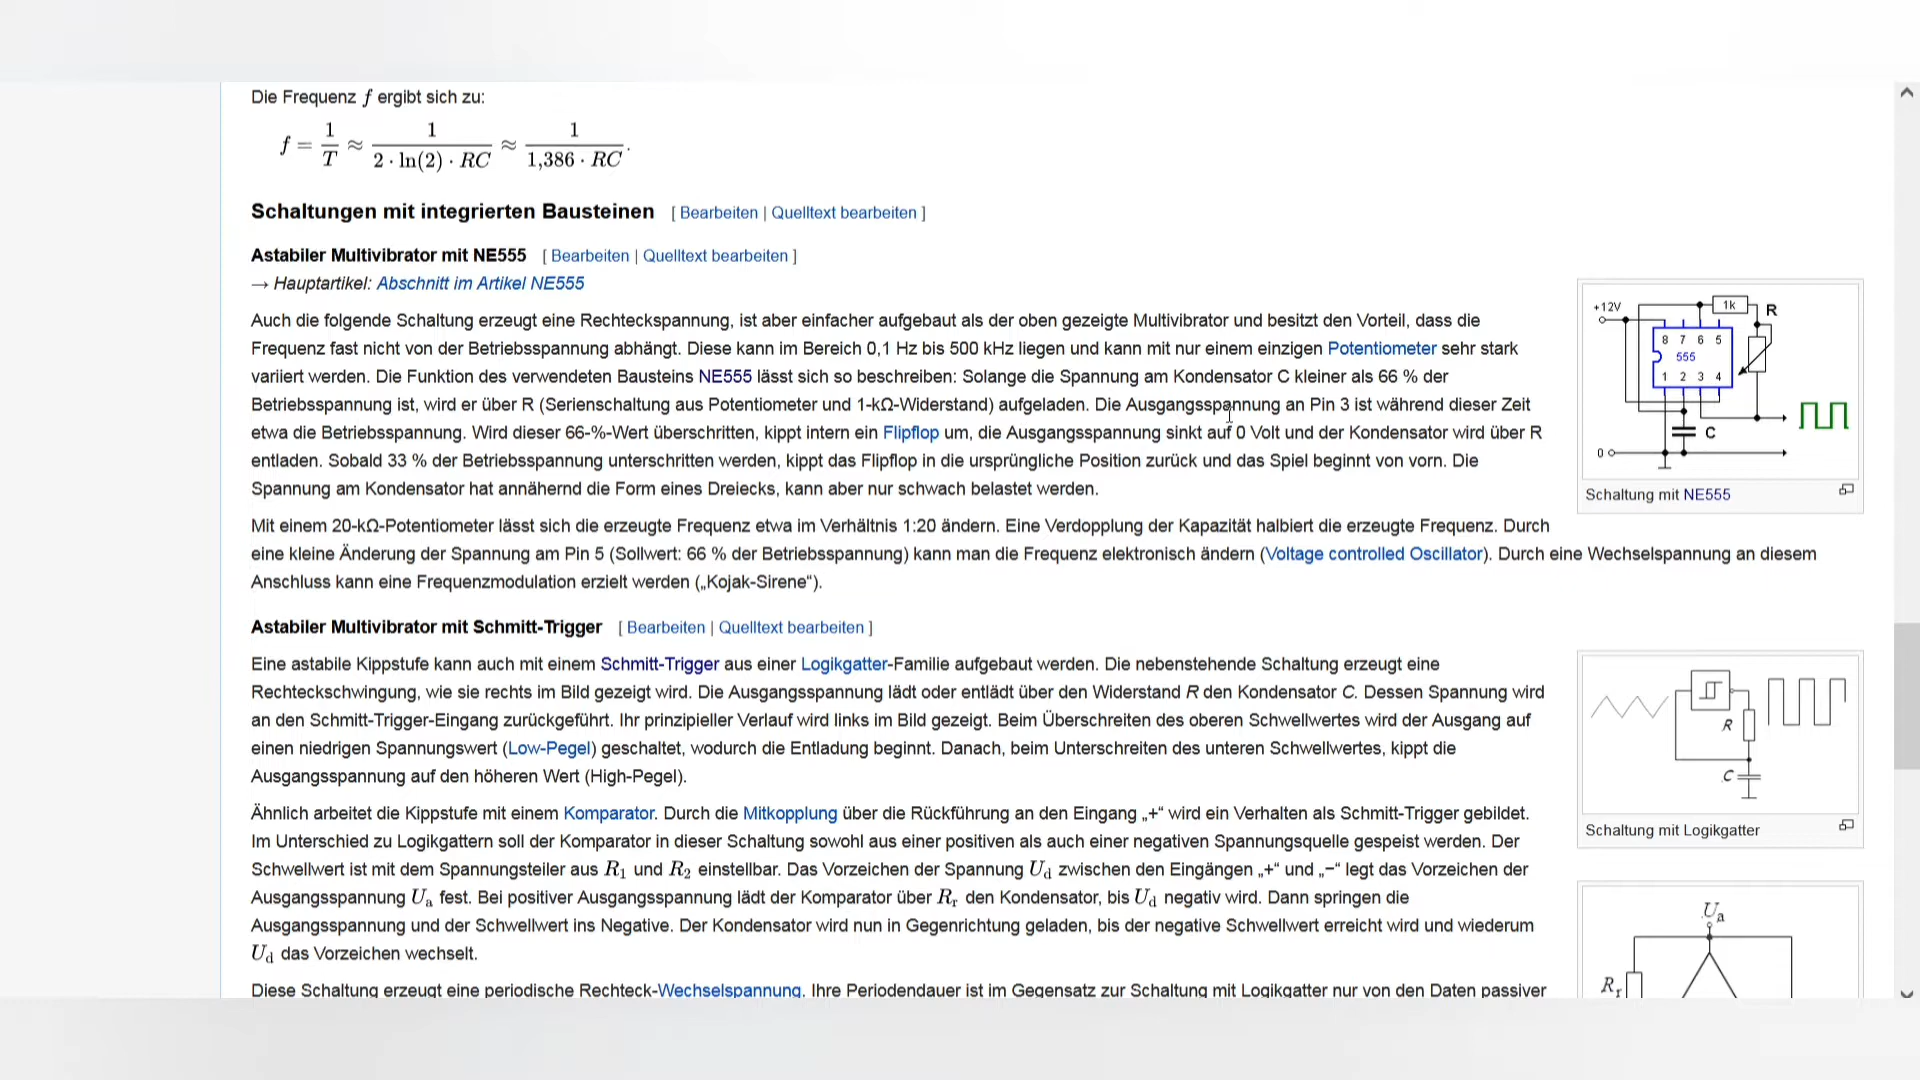 Die Frequenz f ergibt sich zu:
f = 1/T ≈ 1/(2 · ln(2) · RC) ≈ 1/(1,386 · RC).
Schaltungen mit integrierten Bausteinen [ Bearbeiten | Quelltext bearbeiten ]
Astabiler Multivibrator mit NE555 [ Bearbeiten | Quelltext bearbeiten ]
→ Hauptartikel: Abschnitt im Artikel NE555
Auch die folgende Schaltung erzeugt eine Rechteckspannung, ist aber einfacher aufgebaut als der oben gezeigte Multivibrator und besitzt den Vorteil, dass die
Frequenz fast nicht von der Betriebsspannung abhängt. Diese kann im Bereich 0,1 Hz bis 500 kHz liegen und kann mit nur einem einzigen Potentiometer sehr stark
variiert werden. Die Funktion des verwendeten Bausteins NE555 lässt sich so beschreiben: Solange die Spannung am Kondensator C kleiner als 66 % der
Betriebsspannung ist, wird er über R (Serienschaltung aus Potentiometer und 1-kΩ-Widerstand) aufgeladen. Die Ausgangsspannung an Pin 3 ist während dieser Zeit
etwa die Betriebsspannung. Wird dieser 66-%-Wert überschritten, kippt intern ein Flipflop um, die Ausgangsspannung sinkt auf 0 Volt und der Kondensator wird über R
entladen. Sobald 33 % der Betriebsspannung unterschritten werden, kippt das Flipflop in die ursprüngliche Position zurück und das Spiel beginnt von vorn. Die
Spannung am Kondensator hat annähernd die Form eines Dreiecks, kann aber nur schwach belastet werden.
+12V
1k
R
8 7 6 5
555
1 2 3 4
C
0
Schaltung mit NE555
Mit einem 20-kΩ-Potentiometer lässt sich die erzeugte Frequenz etwa im Verhältnis 1:20 ändern. Eine Verdopplung der Kapazität halbiert die erzeugte Frequenz. Durch
eine kleine Änderung der Spannung am Pin 5 (Sollwert: 66 % der Betriebsspannung) kann man die Frequenz elektronisch ändern (Voltage controlled Oscillator). Durch eine Wechselspannung an diesem
Anschluss kann eine Frequenzmodulation erzielt werden („Kojak-Sirene“).
Astabiler Multivibrator mit Schmitt-Trigger [ Bearbeiten | Quelltext bearbeiten ]
Eine astabile Kippstufe kann auch mit einem Schmitt-Trigger aus einer Logikgatter-Familie aufgebaut werden. Die nebenstehende Schaltung erzeugt eine
Rechteckschwingung, wie sie rechts im Bild gezeigt wird. Die Ausgangsspannung lädt oder entlädt über den Widerstand R den Kondensator C. Dessen Spannung wird
an den Schmitt-Trigger-Eingang zurückgeführt. Ihr prinzipieller Verlauf wird links im Bild gezeigt. Beim Überschreiten des oberen Schwellwertes wird der Ausgang auf
einen niedrigen Spannungswert (Low-Pegel) geschaltet, wodurch die Entladung beginnt. Danach, beim Unterschreiten des unteren Schwellwertes, kippt die
Ausgangsspannung auf den höheren Wert (High-Pegel).
R
C
Schaltung mit Logikgatter
Ähnlich arbeitet die Kippstufe mit einem Komparator. Durch die Mitkopplung über die Rückführung an den Eingang „+“ wird ein Verhalten als Schmitt-Trigger gebildet.
Im Unterschied zu Logikgattern soll der Komparator in dieser Schaltung sowohl aus einer positiven als auch einer negativen Spannungsquelle gespeist werden. Der
Schwellwert ist mit dem Spannungsteiler aus R₁ und R₂ einstellbar. Das Vorzeichen der Spannung U_d zwischen den Eingängen „+“ und „−“ legt das Vorzeichen der
Ausgangsspannung U_a fest. Bei positiver Ausgangsspannung lädt der Komparator über R_r den Kondensator, bis U_d negativ wird. Dann springen die
Ausgangsspannung und der Schwellwert ins Negative. Der Kondensator wird nun in Gegenrichtung geladen, bis der negative Schwellwert erreicht wird und wiederum
U_d das Vorzeichen wechselt.
Diese Schaltung erzeugt eine periodische Rechteck-Wechselspannung. Ihre Periodendauer ist im Gegensatz zur Schaltung mit Logikgatter nur von den Daten passiver
U_a
R_r